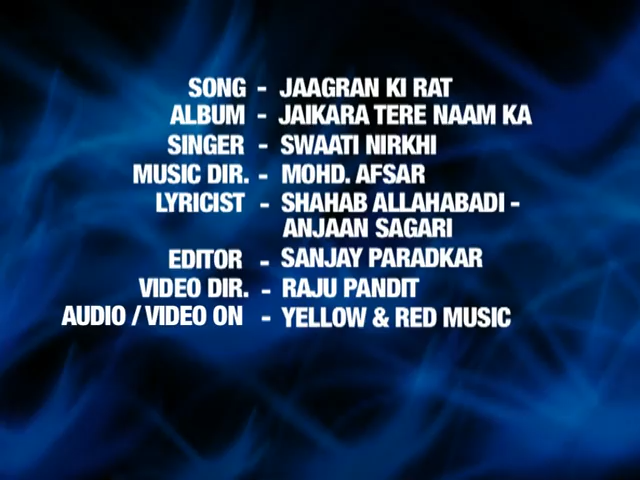 SONG - JAAGRAN KI RAT
ALBUM - JAIKARA TERE NAAM KA
SINGER - SWAATI NIRKHI
MUSIC DIR. - MOHD. AFSAR
LYRICIST - SHAHAB ALLAHABADI -
ANJAAN SAGARI
EDITOR - SANJAY PARADKAR
VIDEO DIR. - RAJU PANDIT
AUDIO / VIDEO ON - YELLOW & RED MUSIC